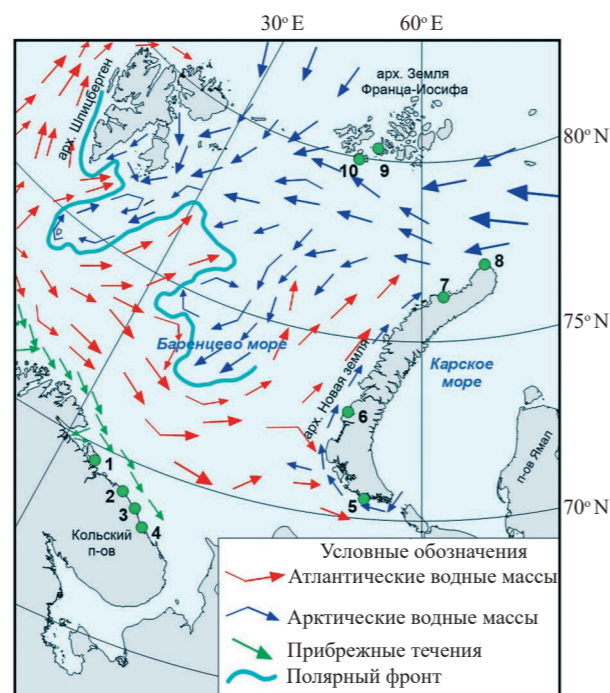 30° E
60° E
арх. Шпицберген
арх. Земля
Франца-Иосифа
80° N
10
9
8
7
75° N
Баренцево море
Карское
море
арх. Новая земля
6
п-ов Ямал
1
5
70° N
2
3
4
Кольский
п-ов
Условные обозначения
Атлантические водные массы
Арктические водные массы
Прибрежные течения
Полярный фронт